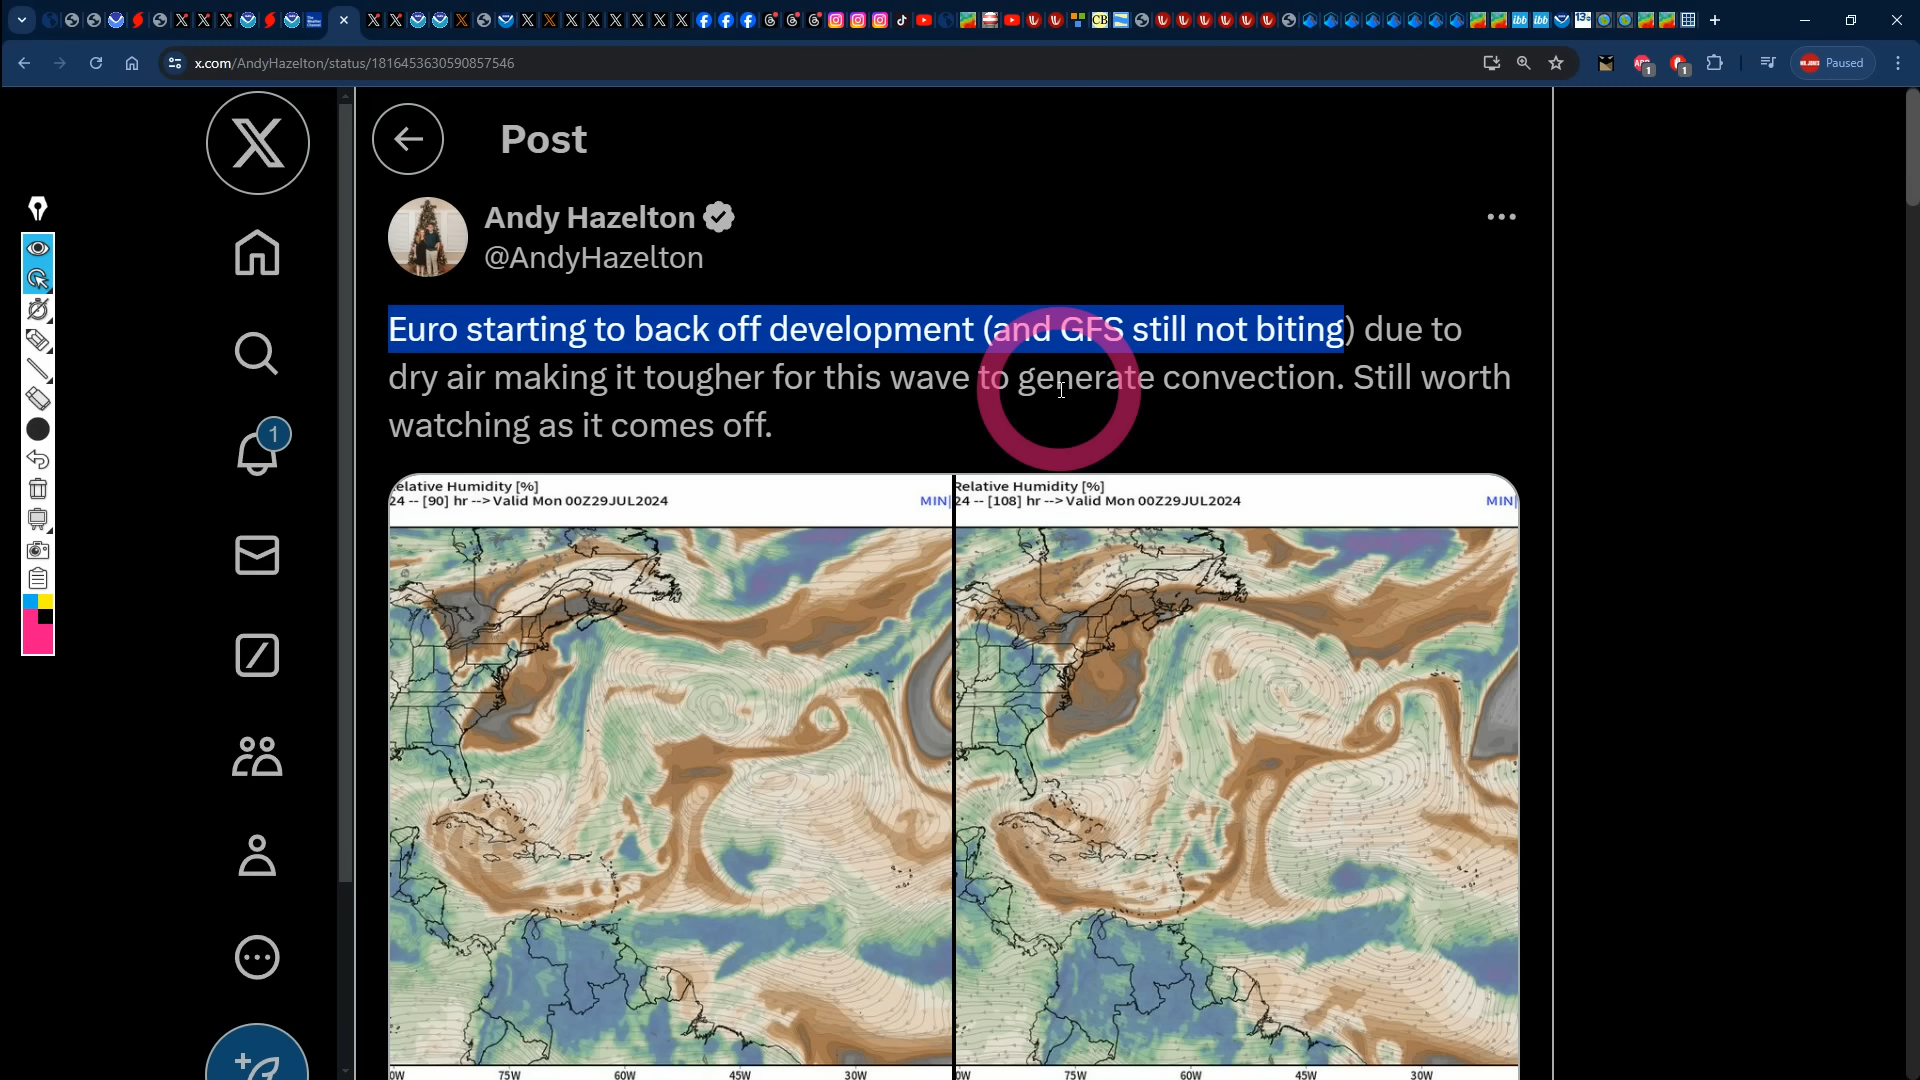 x.com/AndyHazelton/status/1816453630590857546
1
1
Paused
Post
Andy Hazelton
@AndyHazelton
Euro starting to back off development (and GFS still not biting) due to
dry air making it tougher for this wave to generate convection. Still worth
watching as it comes off.
1
elative Humidity [%]
24 -- [90] hr --> Valid Mon 00Z29JUL2024
MIN|
Relative Humidity [%]
24 -- [108] hr --> Valid Mon 00Z29JUL2024
MIN|
0W 75W 60W 45W 30W
0W 75W 60W 45W 30W